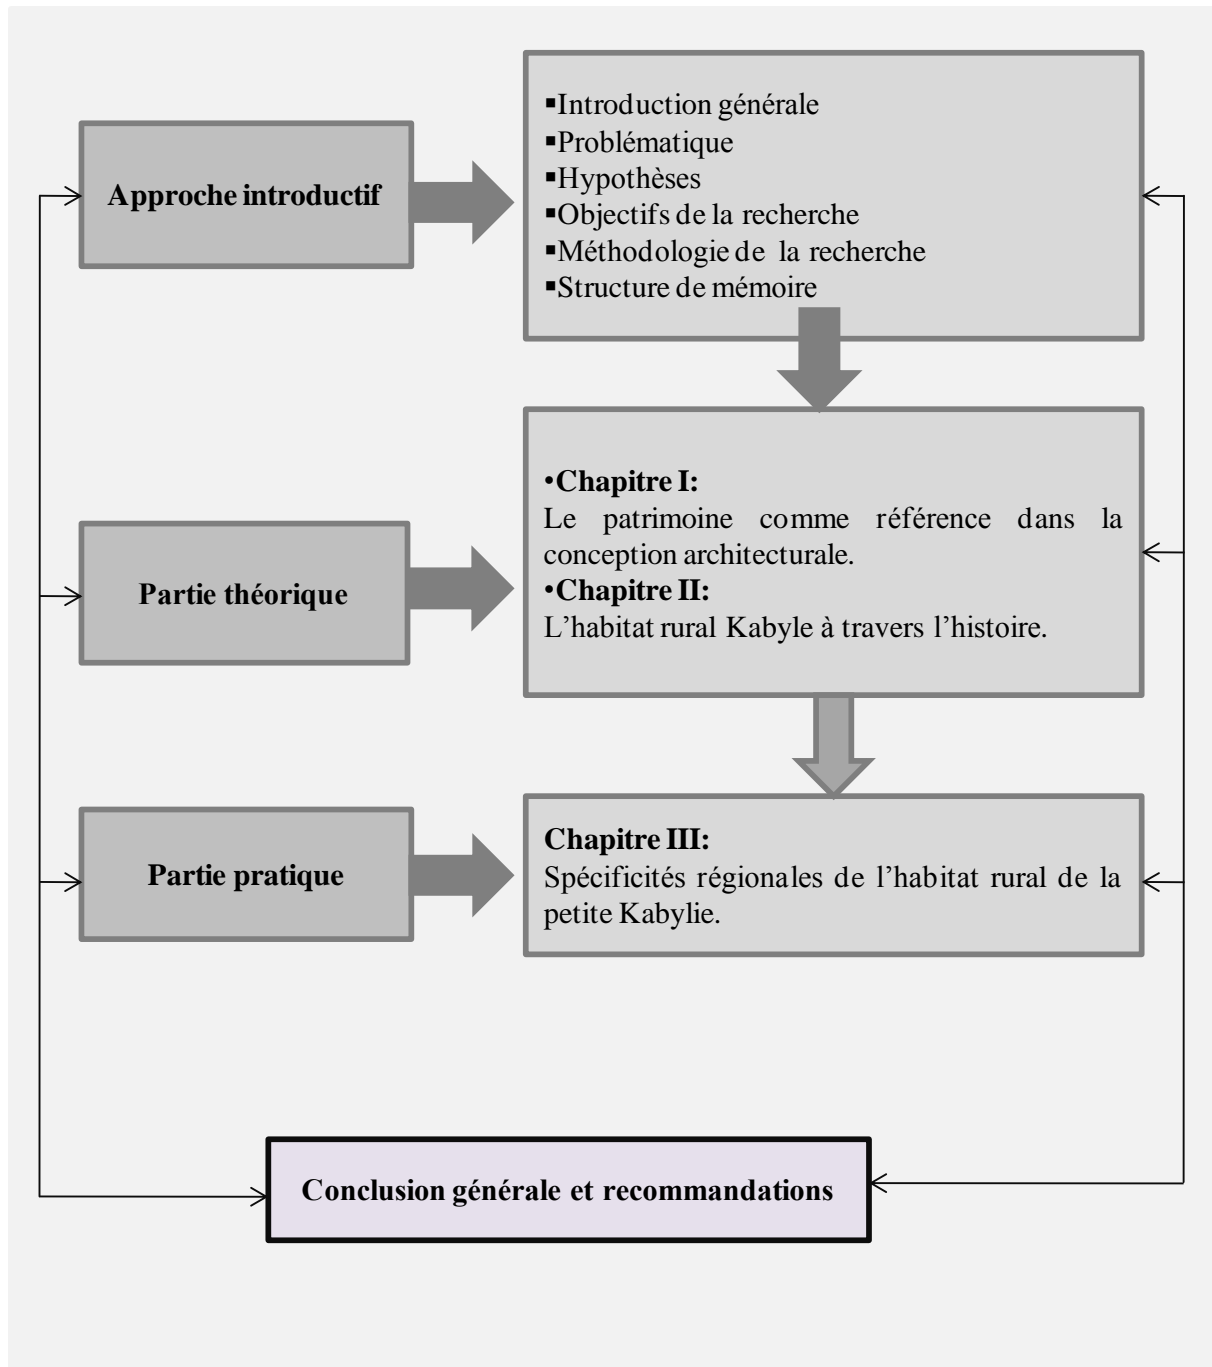 Approche introductif
▪Introduction générale
▪Problématique
▪Hypothèses
▪Objectifs de la recherche
▪Méthodologie de la recherche
▪Structure de mémoire
Partie théorique
•Chapitre I:
Le patrimoine comme référence dans la
conception architecturale.
•Chapitre II:
L’habitat rural Kabyle à travers l’histoire.
Partie pratique
Chapitre III:
Spécificités régionales de l’habitat rural de la
petite Kabylie.
Conclusion générale et recommandations